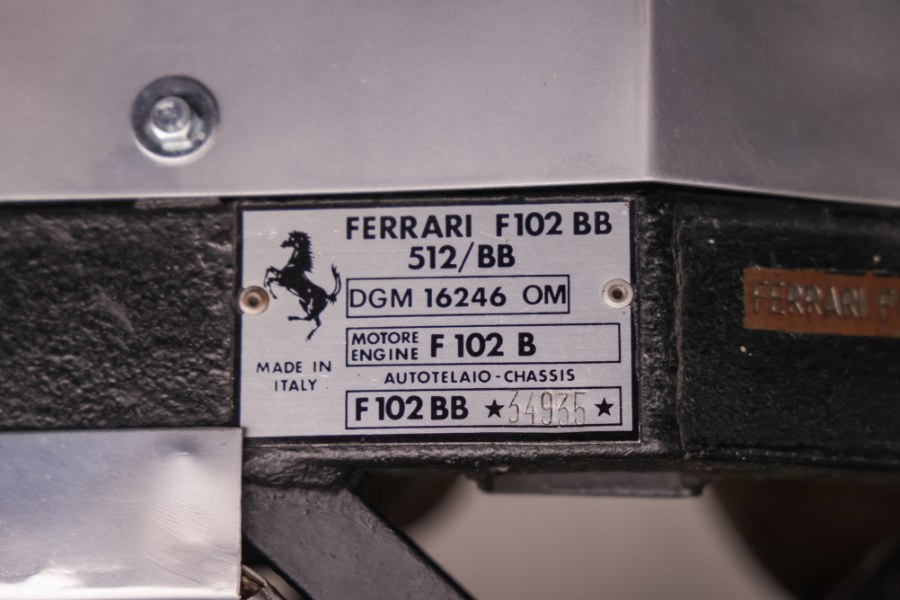 FERRARI F102 BB
512/BB
DGM 16246 OM
MOTORE
ENGINE F 102 B
MADE IN
ITALY
AUTOTELAIO - CHASSIS
F 102 BB ★34935★
FERRARI